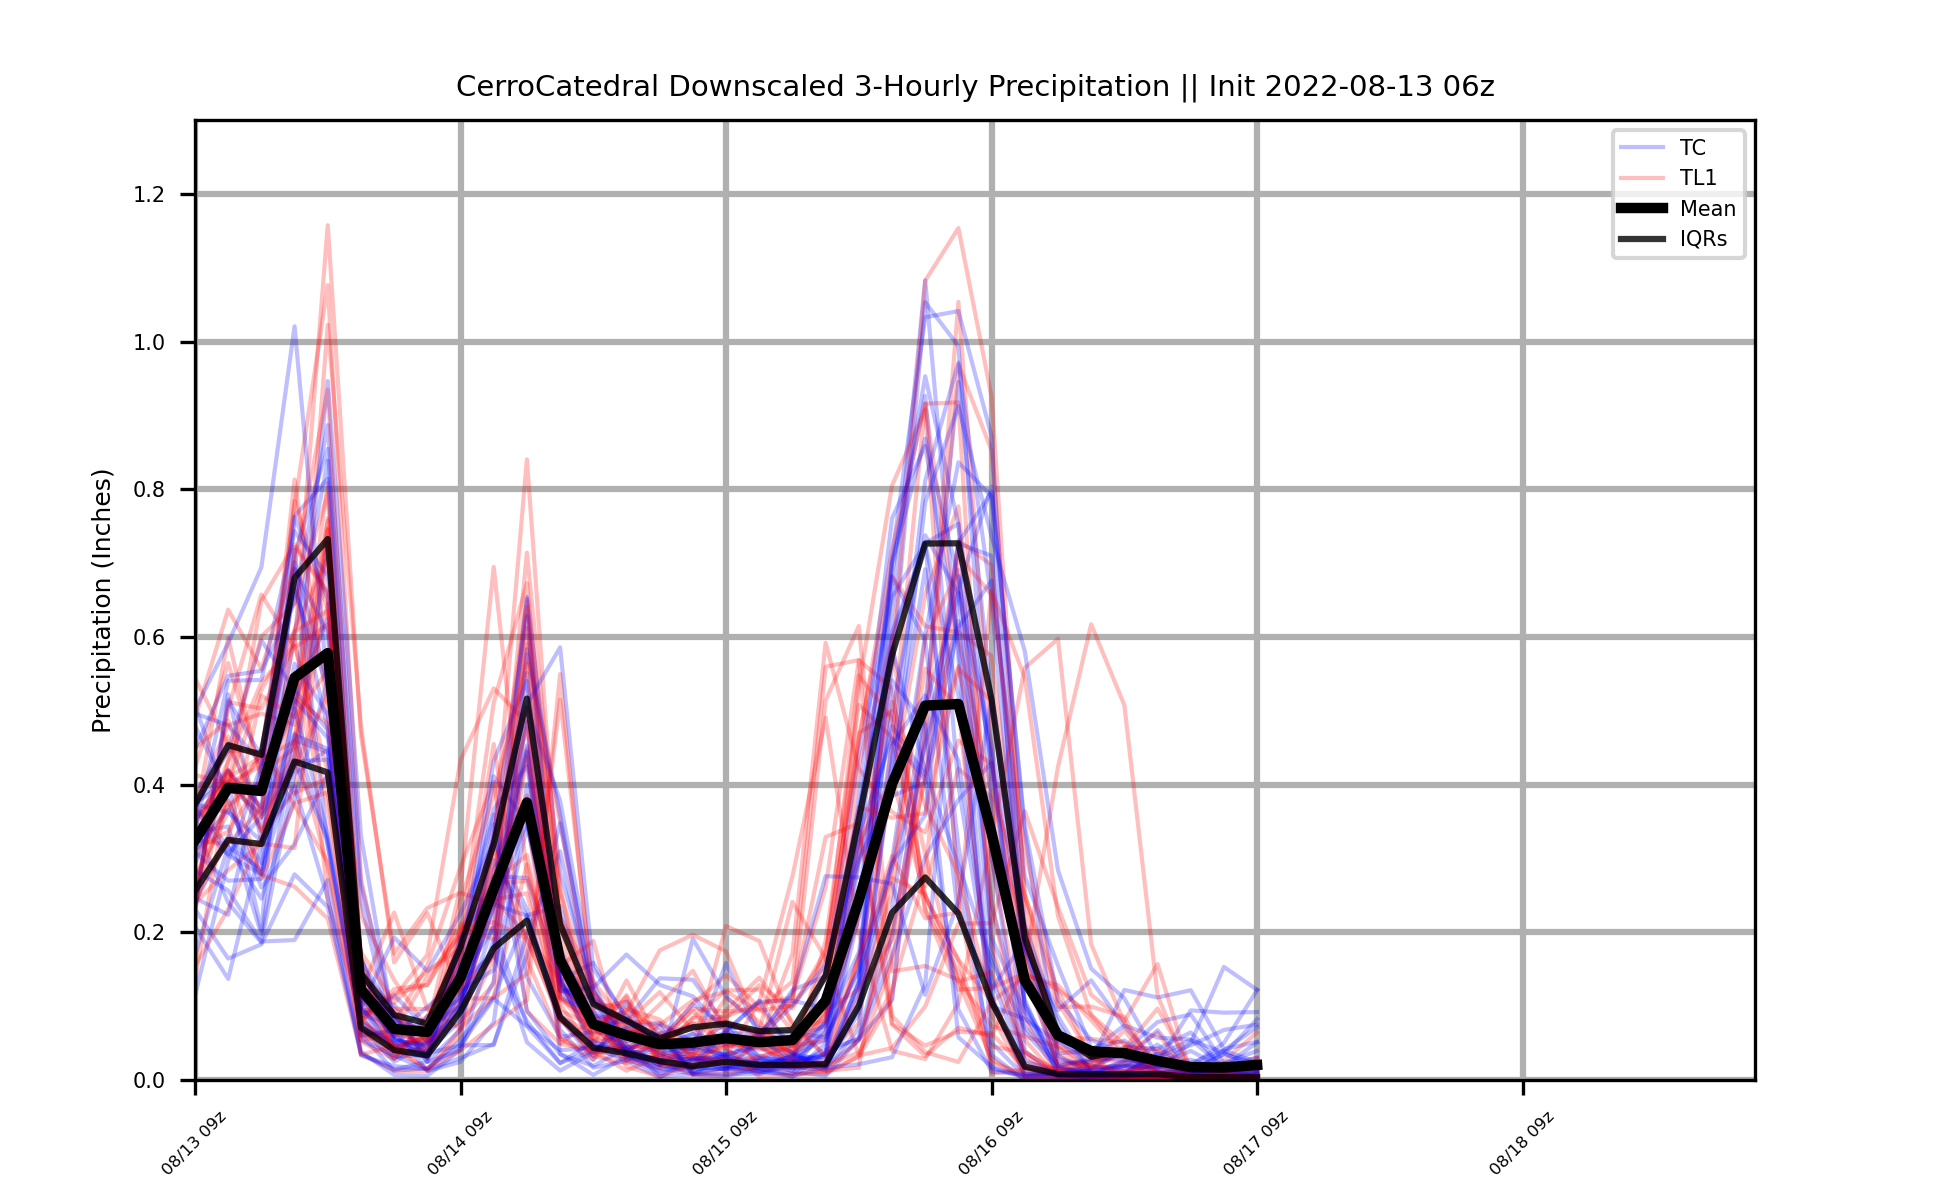 CerroCatedral Downscaled 3-Hourly Precipitation || Init 2022-08-13 06z
TC
TL1
Mean
IQRs
Precipitation (Inches)
1.2
1.0
0.8
0.6
0.4
0.2
0.0
08/13 09z
08/14 09z
08/15 09z
08/16 09z
08/17 09z
08/18 09z